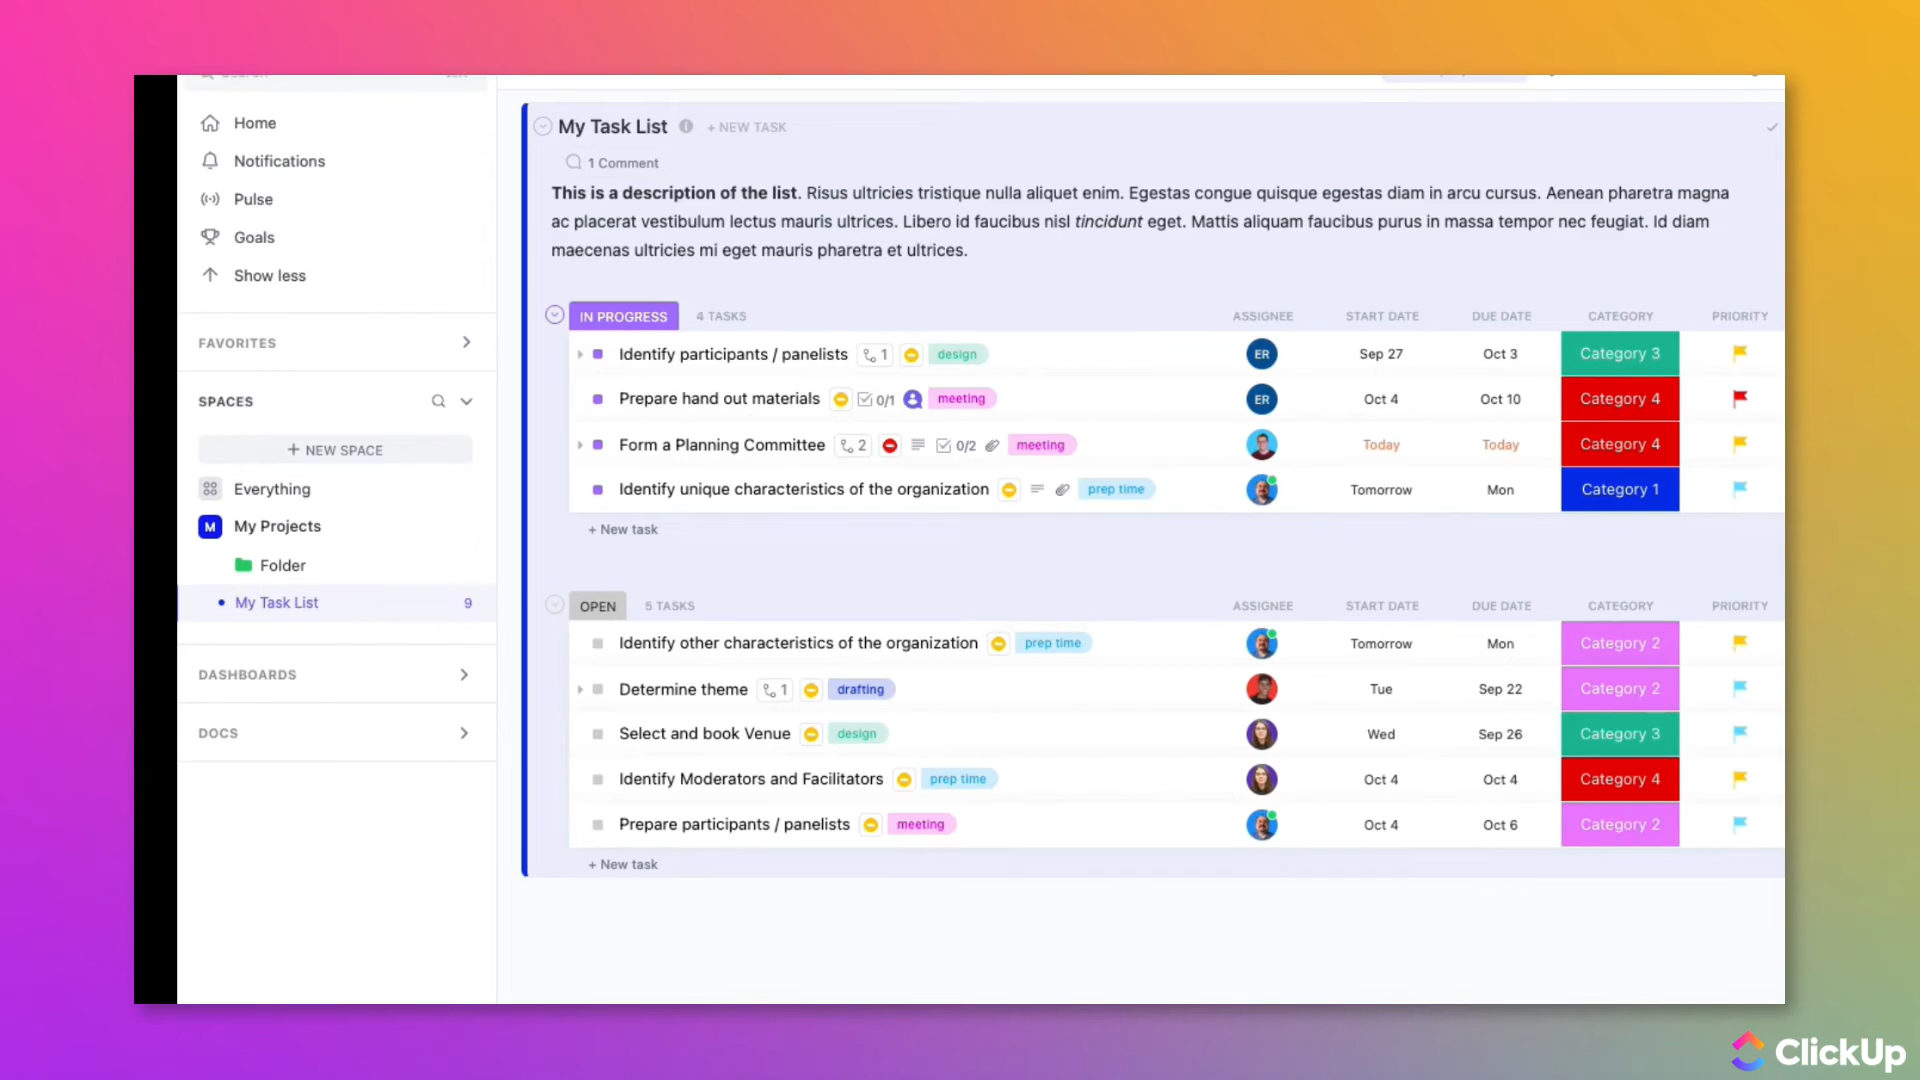 Home
Notifications
Pulse
Goals
Show less
FAVORITES
SPACES
+ NEW SPACE
Everything
M My Projects
Folder
My Task List 9
DASHBOARDS
DOCS
My Task List + NEW TASK
1 Comment
This is a description of the list. Risus ultricies tristique nulla aliquet enim. Egestas congue quisque egestas diam in arcu cursus. Aenean pharetra magna
ac placerat vestibulum lectus mauris ultrices. Libero id faucibus nisl tincidunt eget. Mattis aliquam faucibus purus in massa tempor nec feugiat. Id diam
maecenas ultricies mi eget mauris pharetra et ultrices.
IN PROGRESS 4 TASKS ASSIGNEE START DATE DUE DATE CATEGORY PRIORITY
Identify participants / panelists 1 design ER Sep 27 Oct 3 Category 3
Prepare hand out materials 0/1 meeting ER Oct 4 Oct 10 Category 4
Form a Planning Committee 2 0/2 meeting Today Today Category 4
Identify unique characteristics of the organization prep time Tomorrow Mon Category 1
+ New task
OPEN 5 TASKS ASSIGNEE START DATE DUE DATE CATEGORY PRIORITY
Identify other characteristics of the organization prep time Tomorrow Mon Category 2
Determine theme 1 drafting Tue Sep 22 Category 2
Select and book Venue design Wed Sep 26 Category 3
Identify Moderators and Facilitators prep time Oct 4 Oct 4 Category 4
Prepare participants / panelists meeting Oct 4 Oct 6 Category 2
+ New task
ClickUp